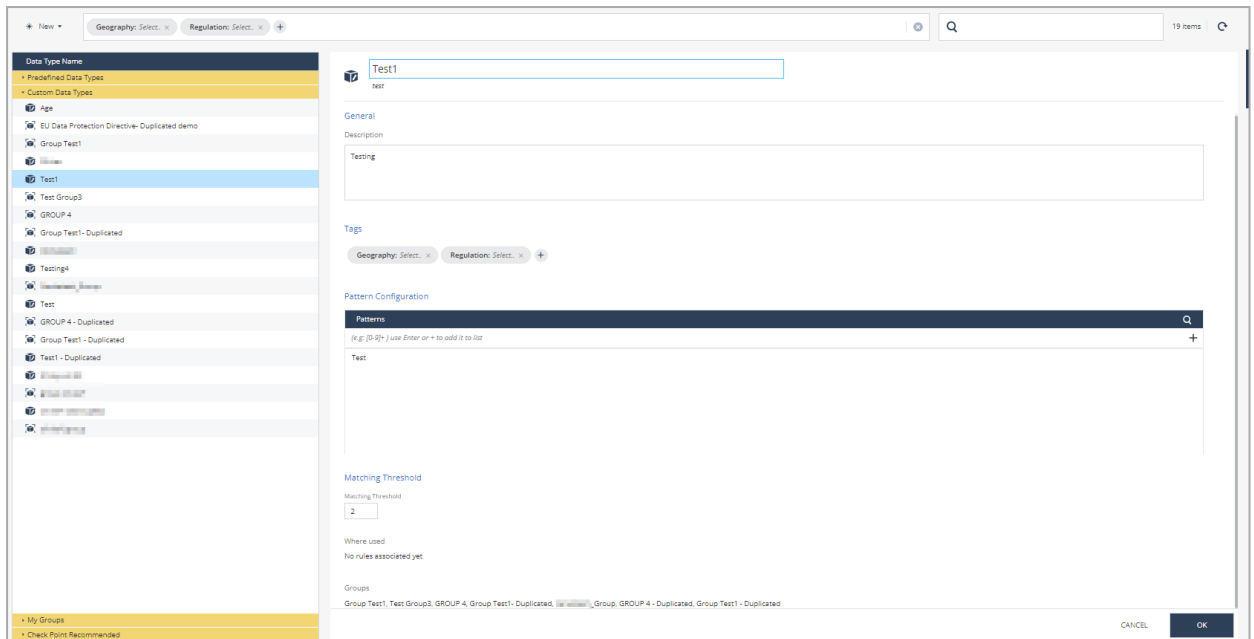 New
Geography: Select.. × Regulation: Select.. × +
19 items
Data Type Name
Predefined Data Types
Custom Data Types
Age
EU Data Protection Directive- Duplicated demo
Group Test1
Test1
Test Group3
GROUP 4
Group Test1- Duplicated
Testing4
Test
GROUP 4 - Duplicated
Group Test1 - Duplicated
Test1 - Duplicated
My Groups
Check Point Recommended
Test1
test
General
Description
Testing
Tags
Geography: Select.. × Regulation: Select.. × +
Pattern Configuration
Patterns
(e.g: [0-9]+ ) use Enter or + to add it to list +
Test
Matching Threshold
Matching Threshold
2
Where used
No rules associated yet
Groups
Group Test1, Test Group3, GROUP 4, Group Test1- Duplicated, _Group, GROUP 4 - Duplicated, Group Test1 - Duplicated
CANCEL OK